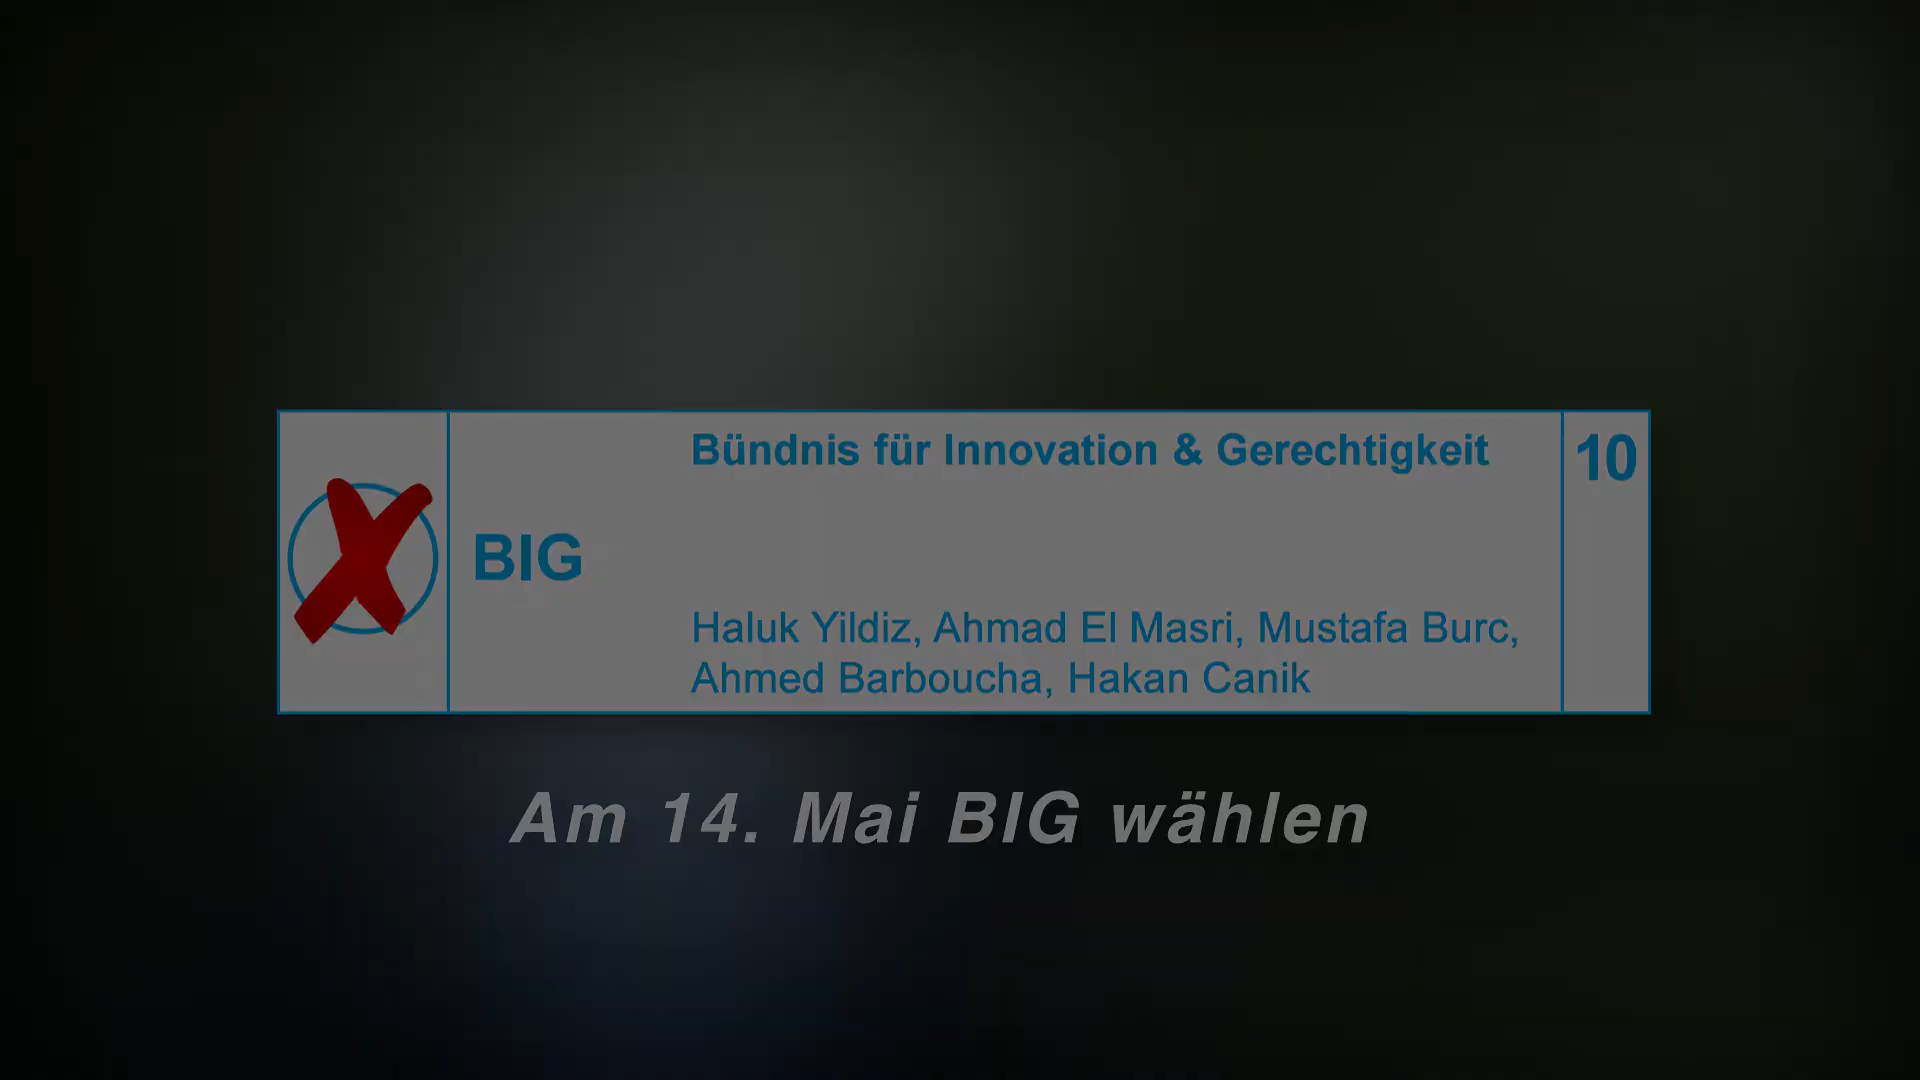 Bündnis für Innovation & Gerechtigkeit
10
BIG
Haluk Yildiz, Ahmad El Masri, Mustafa Burc,
Ahmed Barboucha, Hakan Canik
Am 14. Mai BIG wählen